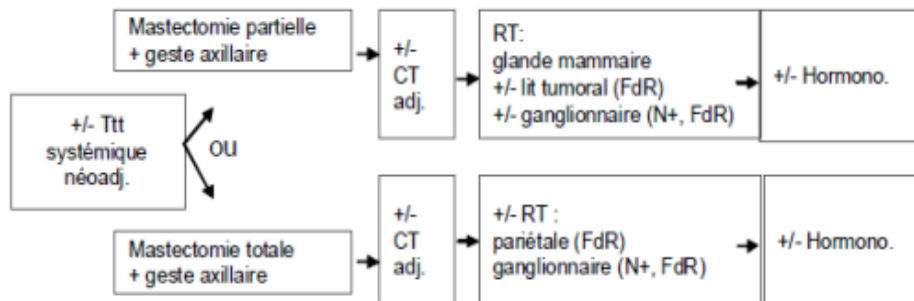 Mastectomie partielle
+ geste axillaire
+/-
CT
adj.
RT:
glande mammaire
+/- lit tumoral (FdR)
+/- ganglionnaire (N+, FdR)
+/- Hormono.
+/- Ttt
systémique
néoadj.
ou
Mastectomie totale
+ geste axillaire
+/-
CT
adj.
+/- RT :
pariétale (FdR)
ganglionnaire (N+, FdR)
+/- Hormono.